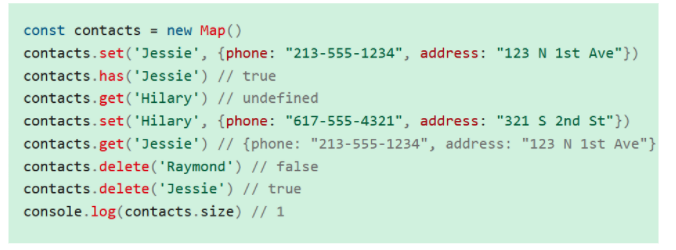 const contacts = new Map()
contacts.set('Jessie', {phone: "213-555-1234", address: "123 N 1st Ave"})
contacts.has('Jessie') // true
contacts.get('Hilary') // undefined
contacts.set('Hilary', {phone: "617-555-4321", address: "321 S 2nd St"})
contacts.get('Jessie') // {phone: "213-555-1234", address: "123 N 1st Ave"}
contacts.delete('Raymond') // false
contacts.delete('Jessie') // true
console.log(contacts.size) // 1